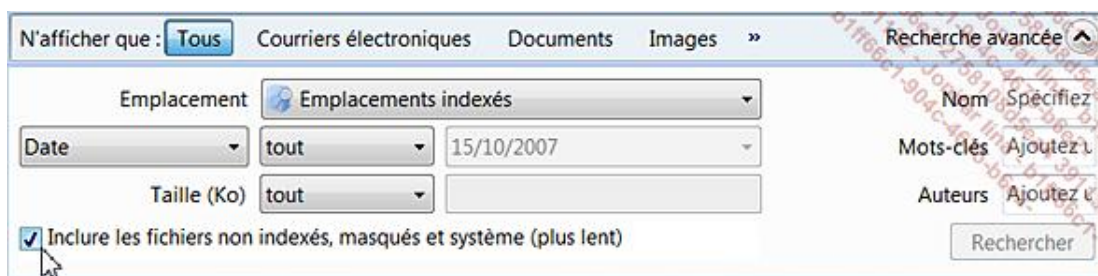 N'afficher que : Tous Courriers électroniques Documents Images » Recherche avancée
Emplacement Emplacements indexés Nom Spécifiez
Date tout 15/10/2007 Mots-clés Ajoutez
Taille (Ko) tout Auteurs Ajoutez
Inclure les fichiers non indexés, masqués et système (plus lent) Rechercher